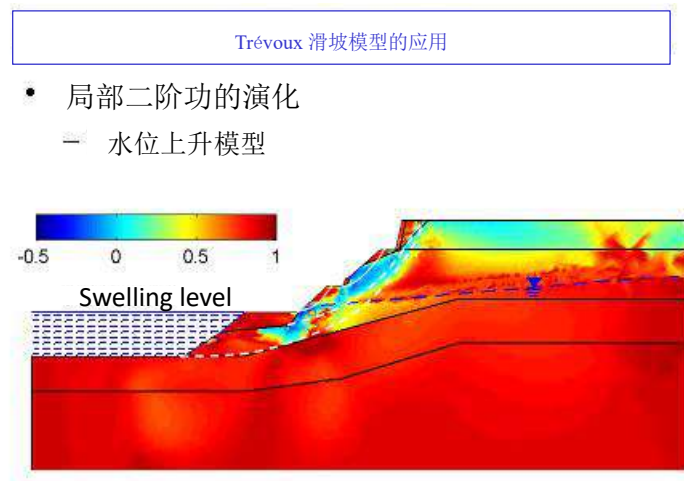 Trévoux 滑坡模型的应用
• 局部二阶功的演化
– 水位上升模型
-0.5 0 0.5 1
Swelling level